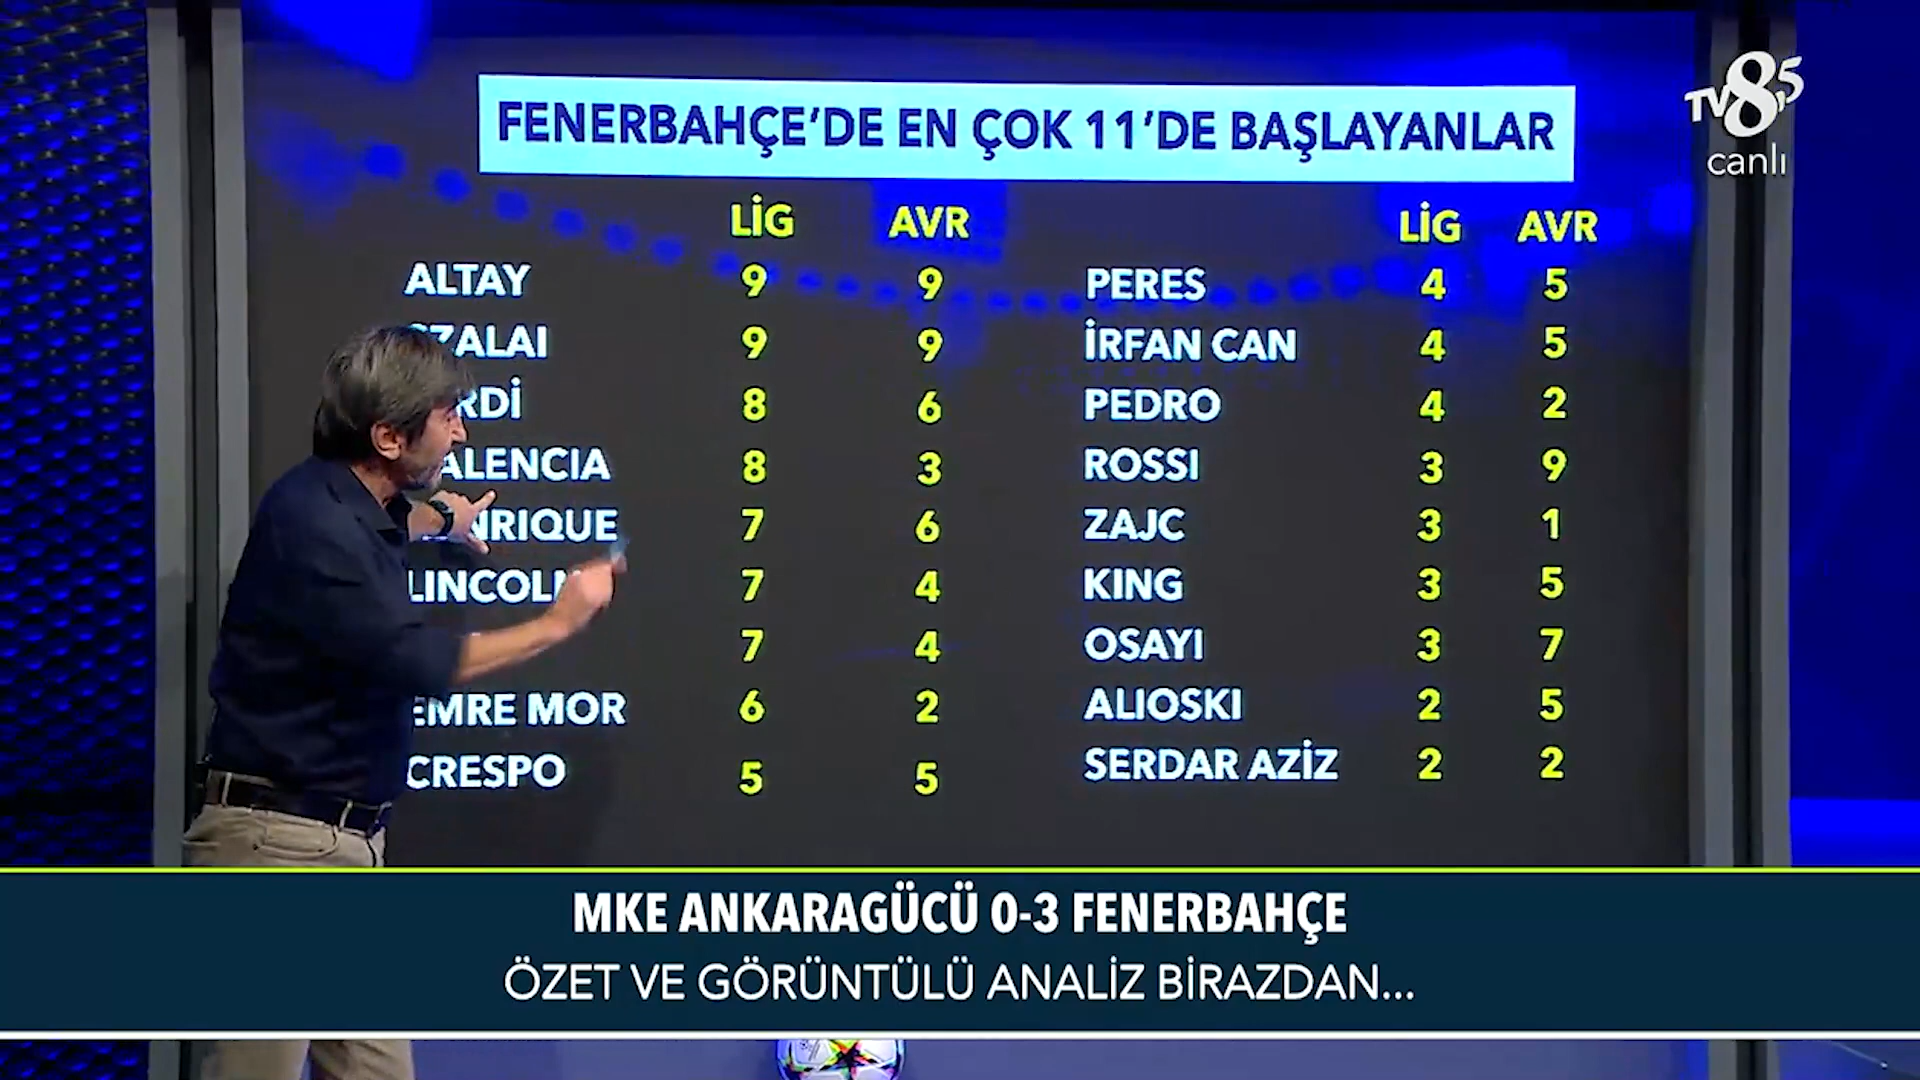 TV8,5
canlı
FENERBAHÇE'DE EN ÇOK 11'DE BAŞLAYANLAR
LİG AVR
ALTAY 9 9
9 9
8 6
8 3
7 6
7 4
7 4
EMRE MOR 6 2
CRESPO 5 5
LİG AVR
PERES 4 5
İRFAN CAN 4 5
PEDRO 4 2
ROSSI 3 9
ZAJC 3 1
KING 3 5
OSAYI 3 7
ALIOSKI 2 5
SERDAR AZİZ 2 2
MKE ANKARAGÜCÜ 0-3 FENERBAHÇE
ÖZET VE GÖRÜNTÜLÜ ANALİZ BİRAZDAN...